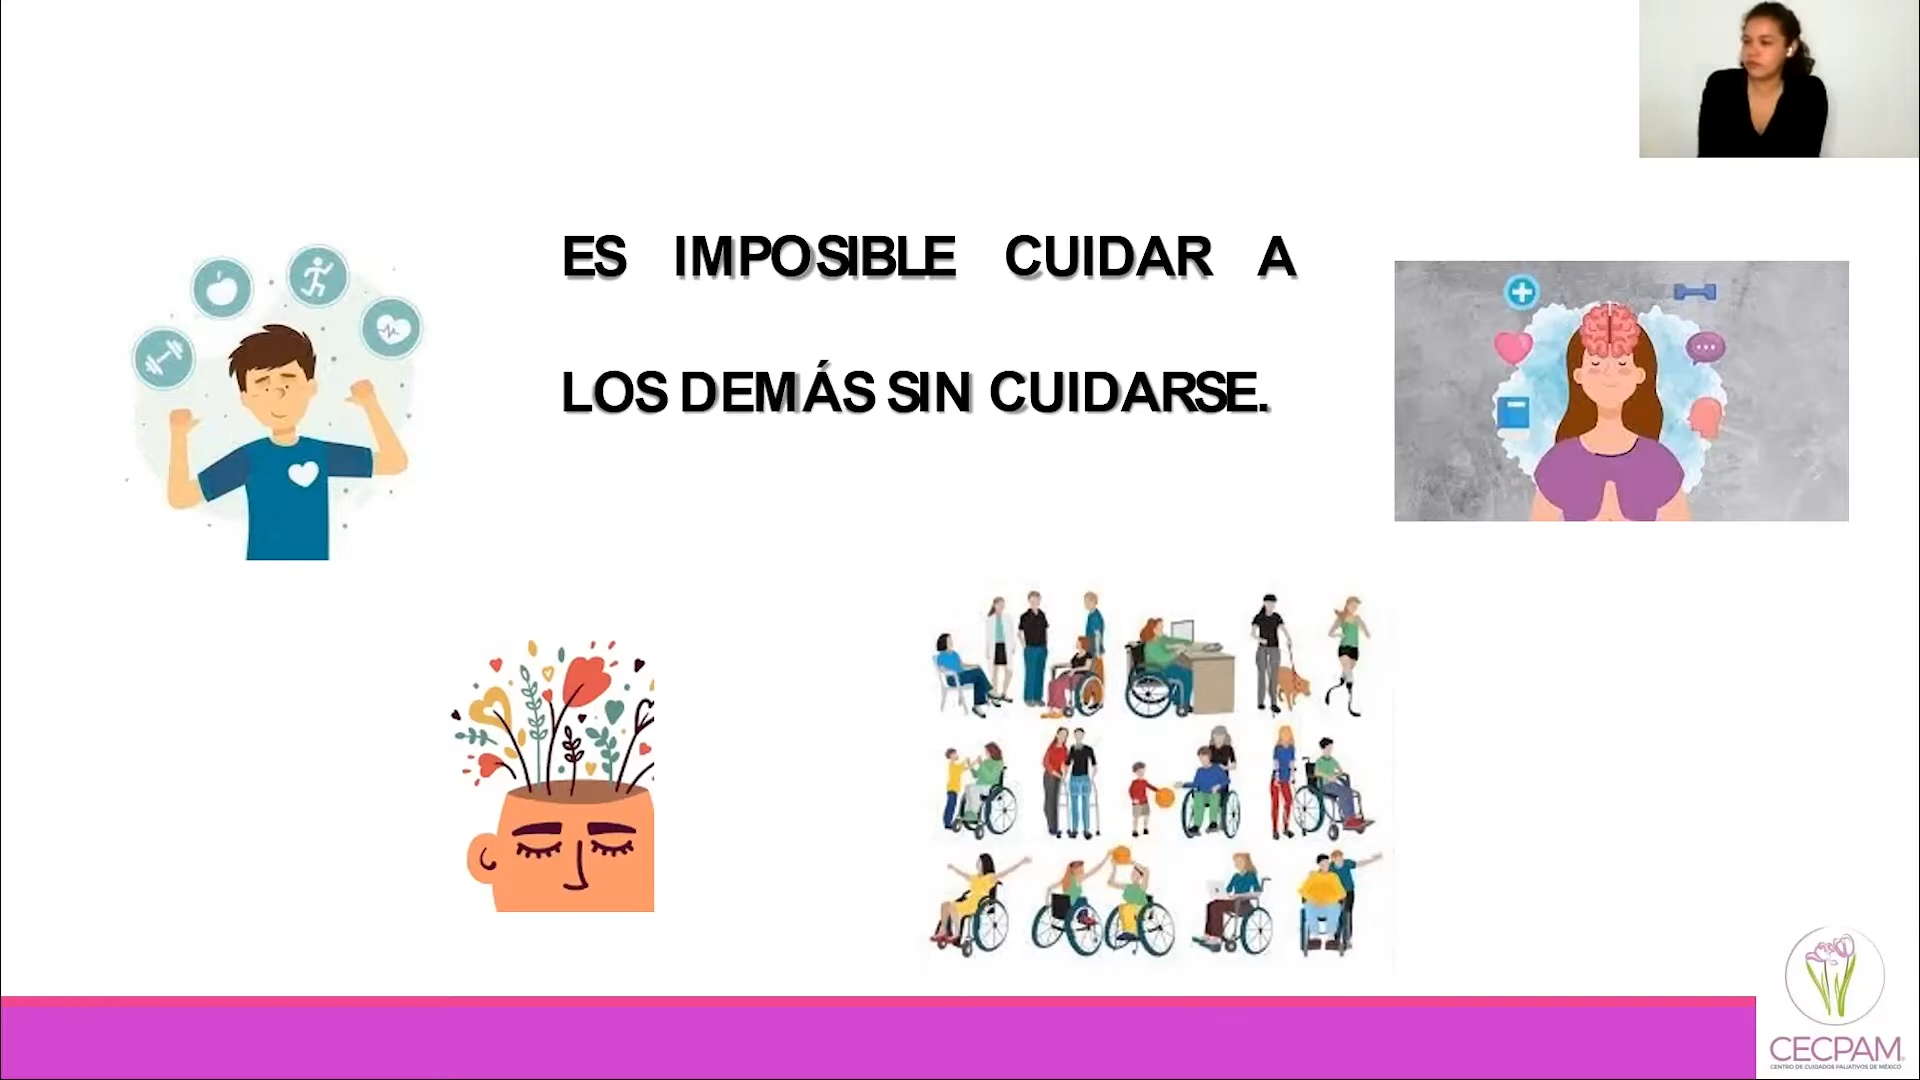 ES IMPOSIBLE CUIDAR A
LOS DEMÁS SIN CUIDARSE.
CECPAM
CENTRO DE CUIDADOS PALIATIVOS DE MÉXICO